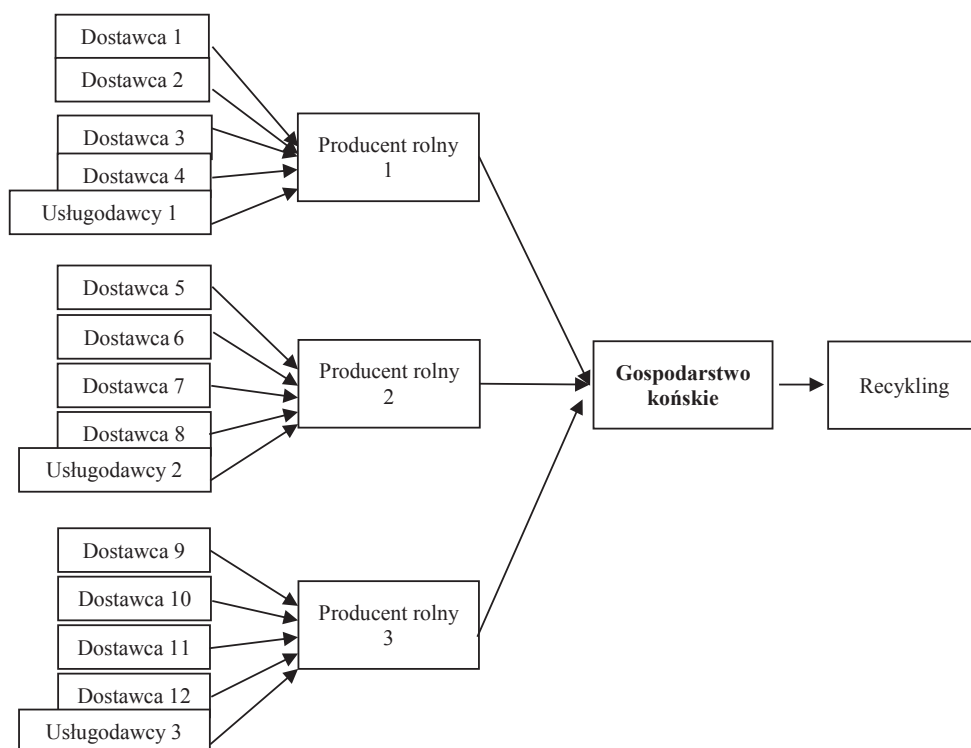 Dostawca 1
Dostawca 2
Dostawca 3
Dostawca 4
Usługodawcy 1
Producent rolny
1
Dostawca 5
Dostawca 6
Dostawca 7
Dostawca 8
Usługodawcy 2
Producent rolny
2
Dostawca 9
Dostawca 10
Dostawca 11
Dostawca 12
Usługodawcy 3
Producent rolny
3
Gospodarstwo
końskie
Recykling